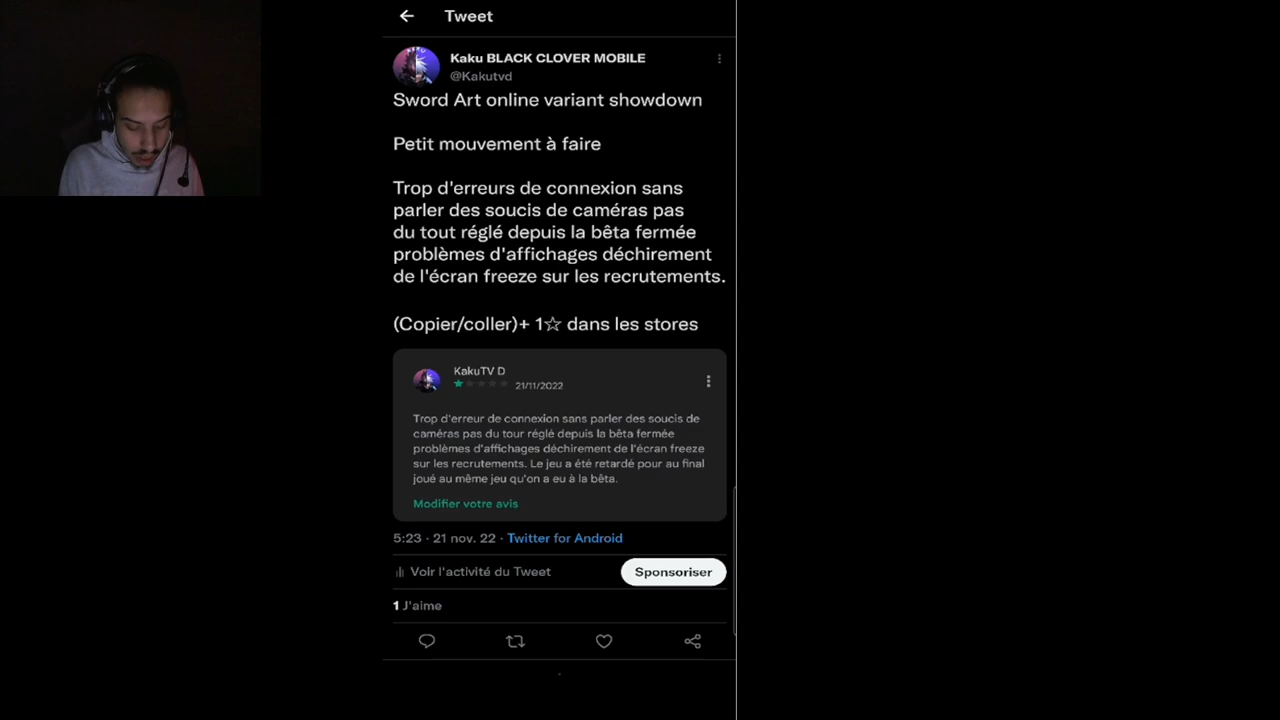 Tweet
Kaku BLACK CLOVER MOBILE
@Kakutvd
Sword Art online variant showdown
Petit mouvement à faire
Trop d'erreurs de connexion sans
parler des soucis de caméras pas
du tout réglé depuis la bêta fermée
problèmes d'affichages déchirement
de l'écran freeze sur les recrutements.
(Copier/coller)+ 1☆ dans les stores
KakuTV D
21/11/2022
Trop d'erreur de connexion sans parler des soucis de
caméras pas du tour réglé depuis la bêta fermée
problèmes d'affichages déchirement de l'écran freeze
sur les recrutements. Le jeu a été retardé pour au final
joué au même jeu qu'on a eu à la bêta.
Modifier votre avis
5:23 · 21 nov. 22 · Twitter for Android
Voir l'activité du Tweet
Sponsoriser
1 J'aime